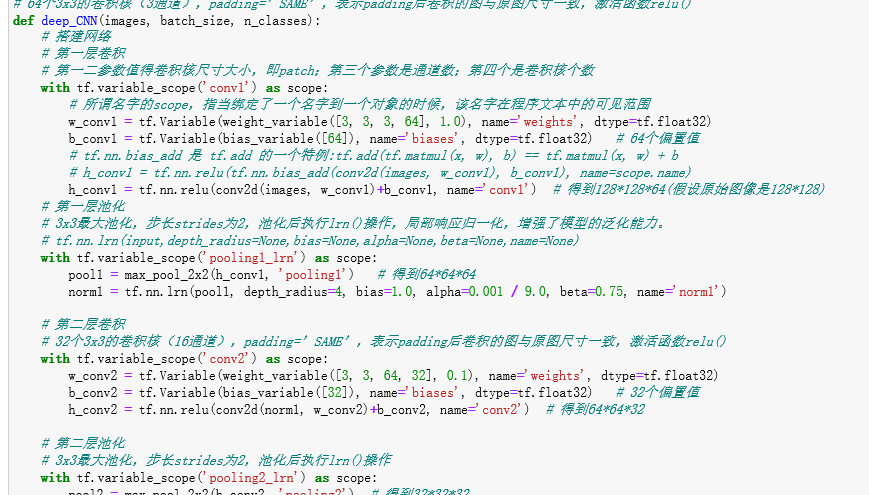 # 64个3x3的卷积核（3通道），padding=’SAME’，表示padding后卷积的图与原图尺寸一致，激活函数relu()
def deep_CNN(images, batch_size, n_classes):
# 搭建网络
# 第一层卷积
# 第一二参数值得卷积核尺寸大小，即patch；第三个参数是通道数；第四个是卷积核个数
with tf.variable_scope('conv1') as scope:
# 所谓名字的scope，指当绑定了一个名字到一个对象的时候，该名字在程序文本中的可见范围
w_conv1 = tf.Variable(weight_variable([3, 3, 3, 64], 1.0), name='weights', dtype=tf.float32)
b_conv1 = tf.Variable(bias_variable([64]), name='biases', dtype=tf.float32)   # 64个偏置值
# tf.nn.bias_add 是 tf.add 的一个特例:tf.add(tf.matmul(x, w), b) == tf.matmul(x, w) + b
# h_conv1 = tf.nn.relu(tf.nn.bias_add(conv2d(images, w_conv1), b_conv1), name=scope.name)
h_conv1 = tf.nn.relu(conv2d(images, w_conv1)+b_conv1, name='conv1')  # 得到128*128*64(假设原始图像是128*128)
# 第一层池化
# 3x3最大池化，步长strides为2，池化后执行lrn()操作，局部响应归一化，增强了模型的泛化能力。
# tf.nn.lrn(input,depth_radius=None,bias=None,alpha=None,beta=None,name=None)
with tf.variable_scope('pooling1_lrn') as scope:
pool1 = max_pool_2x2(h_conv1, 'pooling1')   # 得到64*64*64
norm1 = tf.nn.lrn(pool1, depth_radius=4, bias=1.0, alpha=0.001 / 9.0, beta=0.75, name='norm1')
# 第二层卷积
# 32个3x3的卷积核（16通道），padding=’SAME’，表示padding后卷积的图与原图尺寸一致，激活函数relu()
with tf.variable_scope('conv2') as scope:
w_conv2 = tf.Variable(weight_variable([3, 3, 64, 32], 0.1), name='weights', dtype=tf.float32)
b_conv2 = tf.Variable(bias_variable([32]), name='biases', dtype=tf.float32)   # 32个偏置值
h_conv2 = tf.nn.relu(conv2d(norm1, w_conv2)+b_conv2, name='conv2')  # 得到64*64*32
# 第二层池化
# 3x3最大池化，步长strides为2，池化后执行lrn()操作
with tf.variable_scope('pooling2_lrn') as scope:
pool2 = max_pool_2x2(h_conv2, 'pooling2')  # 得到32*32*32